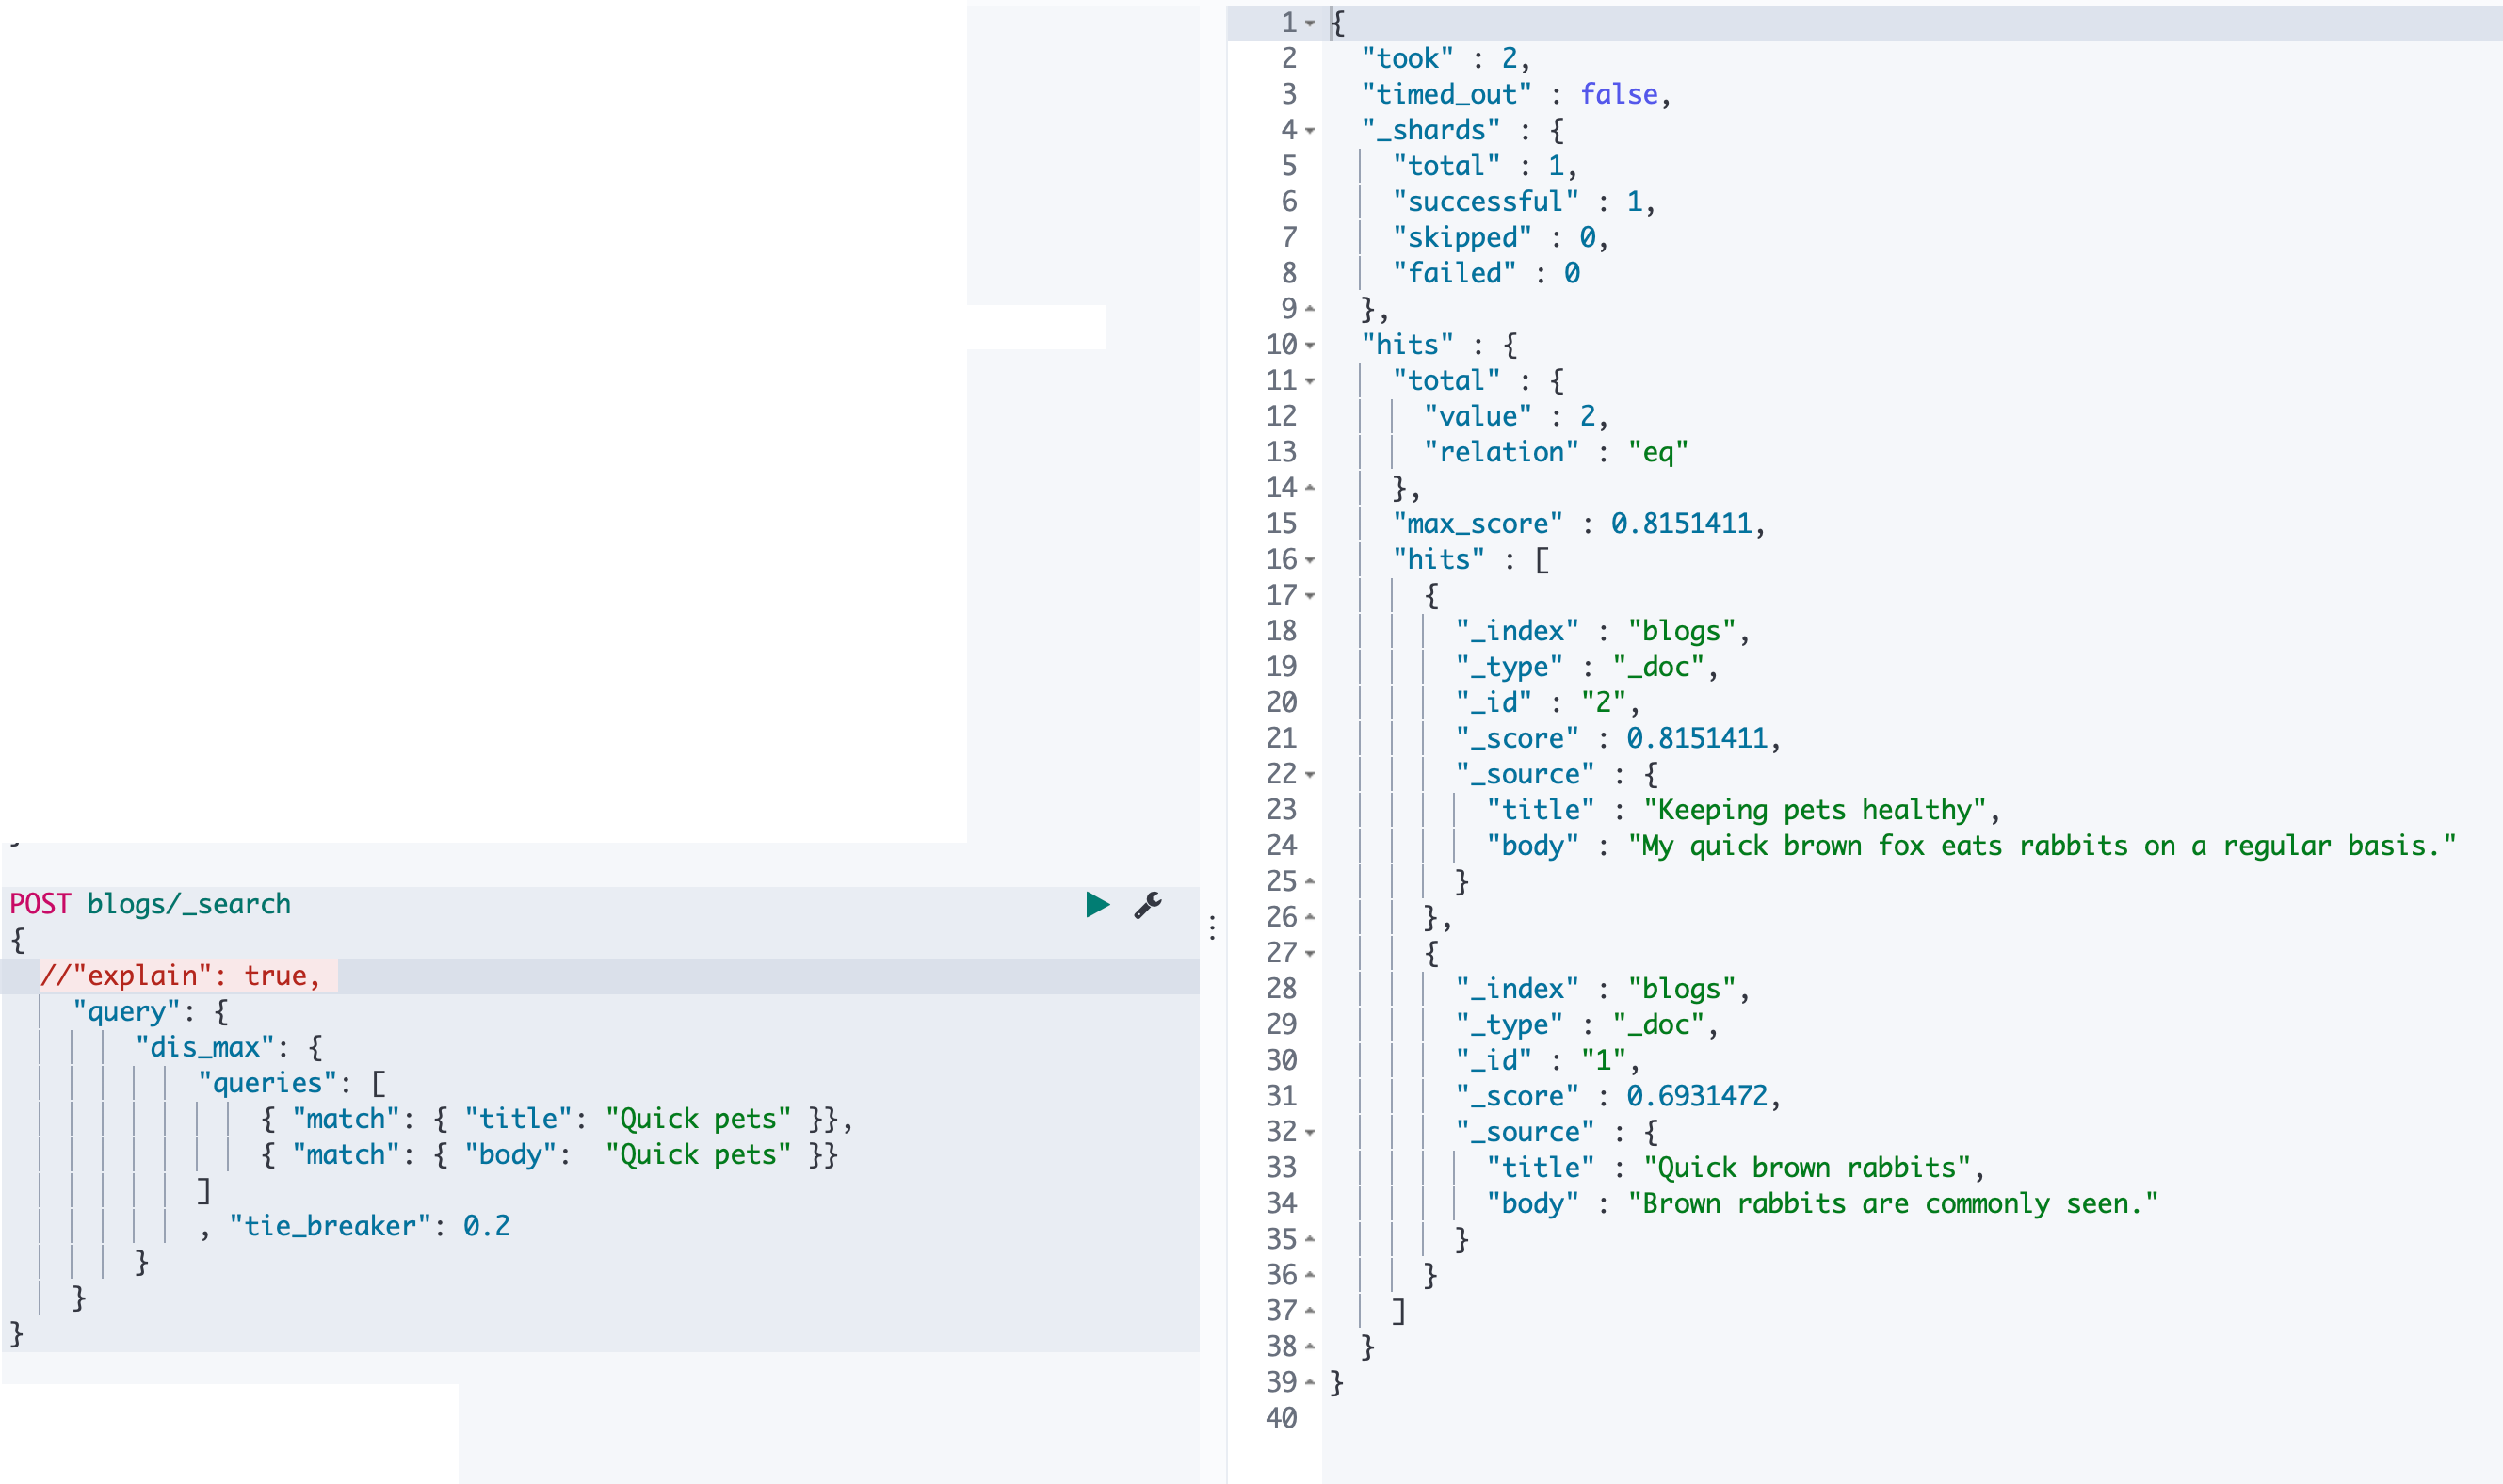 POST blogs/_search
{
  //"explain": true,
    "query": {
        "dis_max": {
            "queries": [
                { "match": { "title": "Quick pets" }},
                { "match": { "body":  "Quick pets" }}
            ]
            , "tie_breaker": 0.2
        }
    }
}
1 {
2   "took" : 2,
3   "timed_out" : false,
4   "_shards" : {
5     "total" : 1,
6     "successful" : 1,
7     "skipped" : 0,
8     "failed" : 0
9   },
10   "hits" : {
11     "total" : {
12       "value" : 2,
13       "relation" : "eq"
14     },
15     "max_score" : 0.8151411,
16     "hits" : [
17       {
18         "_index" : "blogs",
19         "_type" : "_doc",
20         "_id" : "2",
21         "_score" : 0.8151411,
22         "_source" : {
23           "title" : "Keeping pets healthy",
24           "body" : "My quick brown fox eats rabbits on a regular basis."
25         }
26       },
27       {
28         "_index" : "blogs",
29         "_type" : "_doc",
30         "_id" : "1",
31         "_score" : 0.6931472,
32         "_source" : {
33           "title" : "Quick brown rabbits",
34           "body" : "Brown rabbits are commonly seen."
35         }
36       }
37     ]
38   }
39 }
40